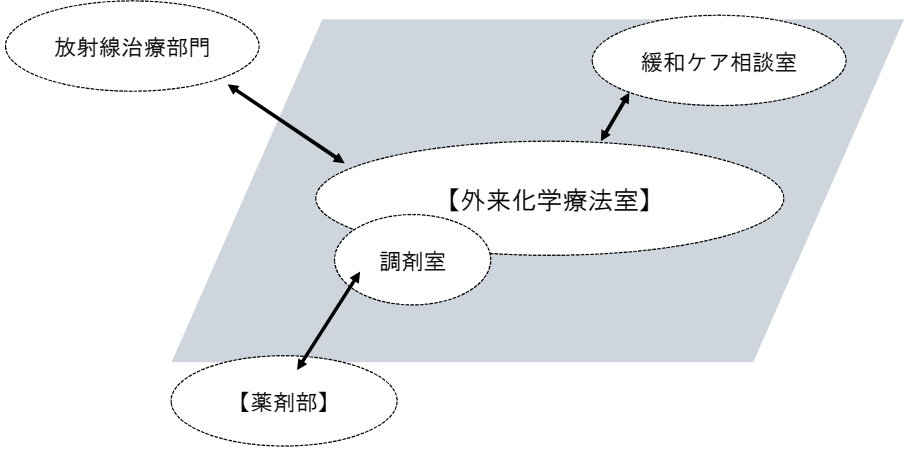 放射線治療部門
緩和ケア相談室
【外来化学療法室】
調剤室
【薬剤部】